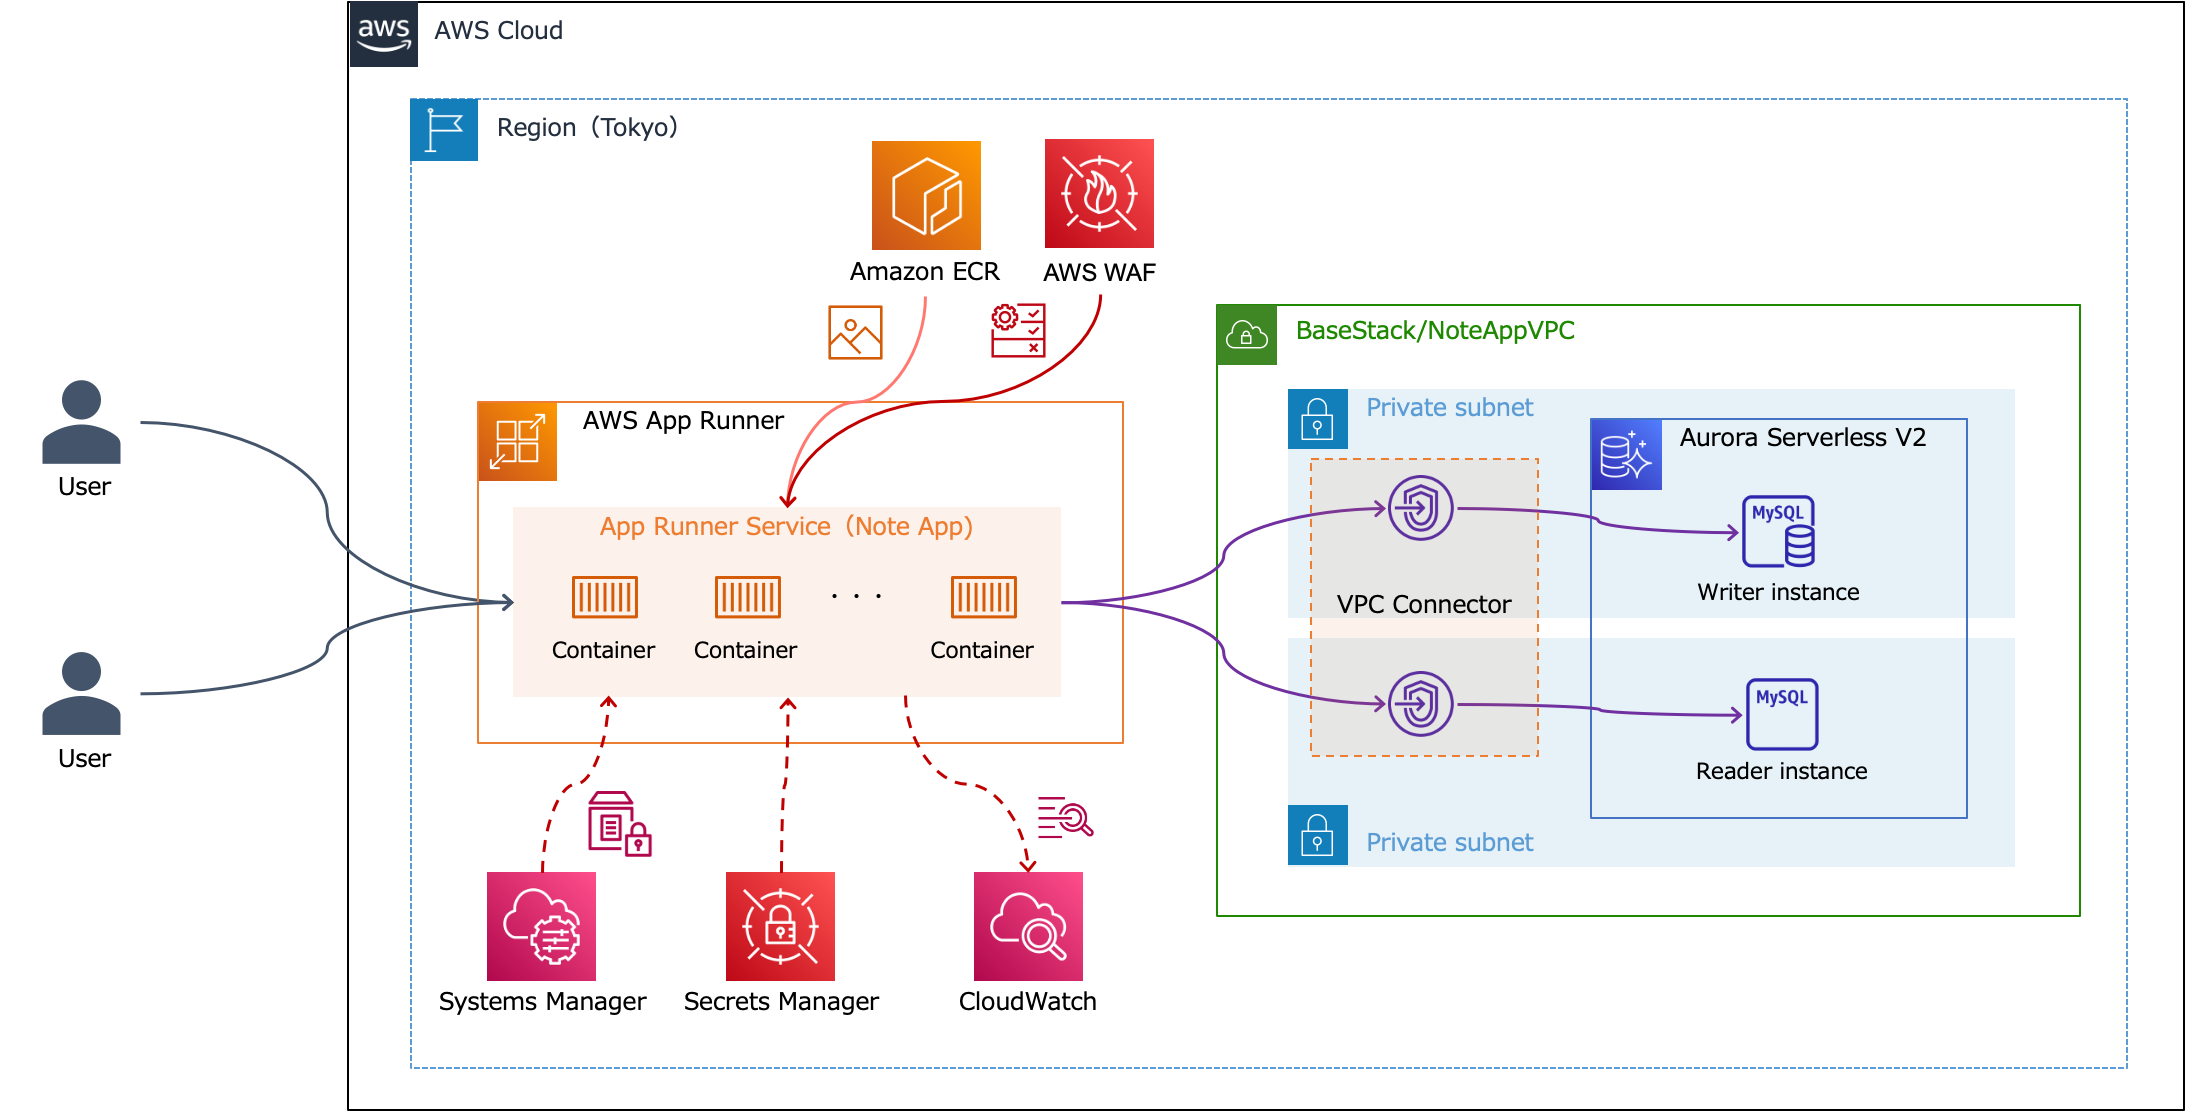 aws
AWS Cloud
Region（Tokyo）
Amazon ECR
AWS WAF
BaseStack/NoteAppVPC
Private subnet
AWS App Runner
Aurora Serverless V2
User
App Runner Service（Note App）
MySQL
Writer instance
VPC Connector
· · ·
Container
Container
Container
MySQL
Reader instance
User
Private subnet
Systems Manager
Secrets Manager
CloudWatch